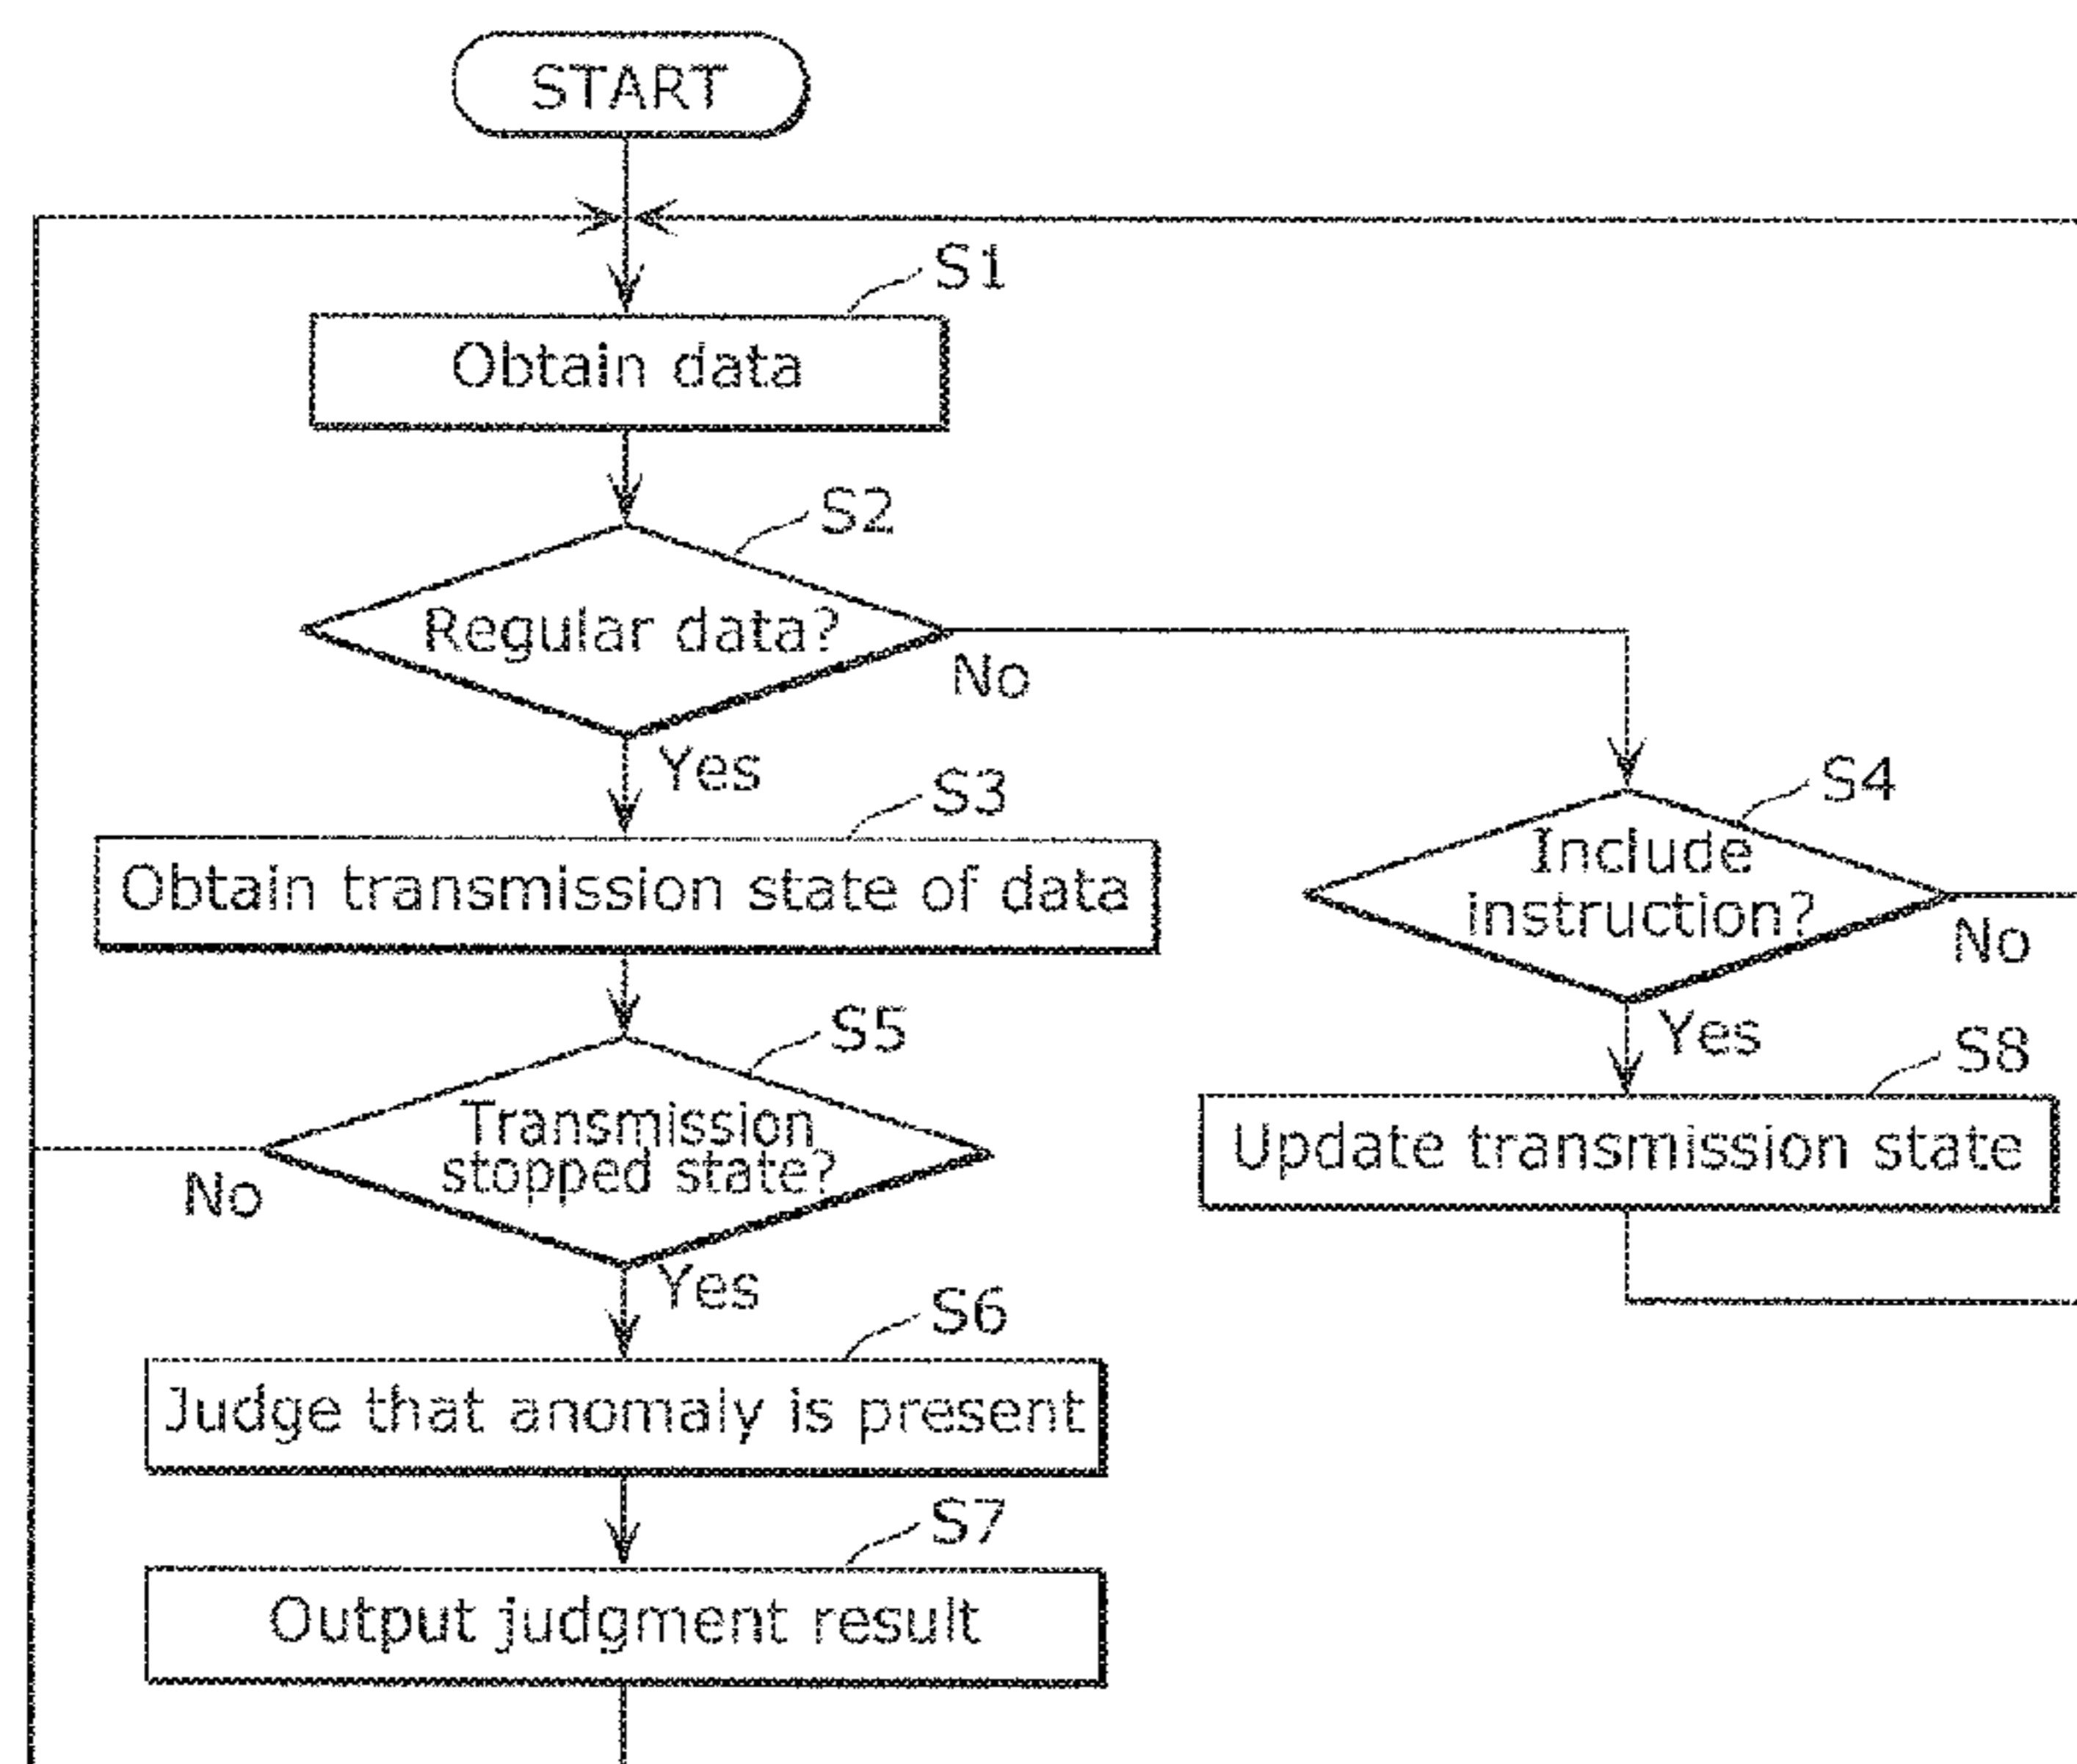 START
S1
Obtain data
S2
Regular data?
No
Yes
S3
Obtain transmission state of data
S4
Include
instruction?
No
Yes
S5
Transmission
stopped state?
No
Yes
S8
Update transmission state
S6
Judge that anomaly is present
S7
Output judgment result